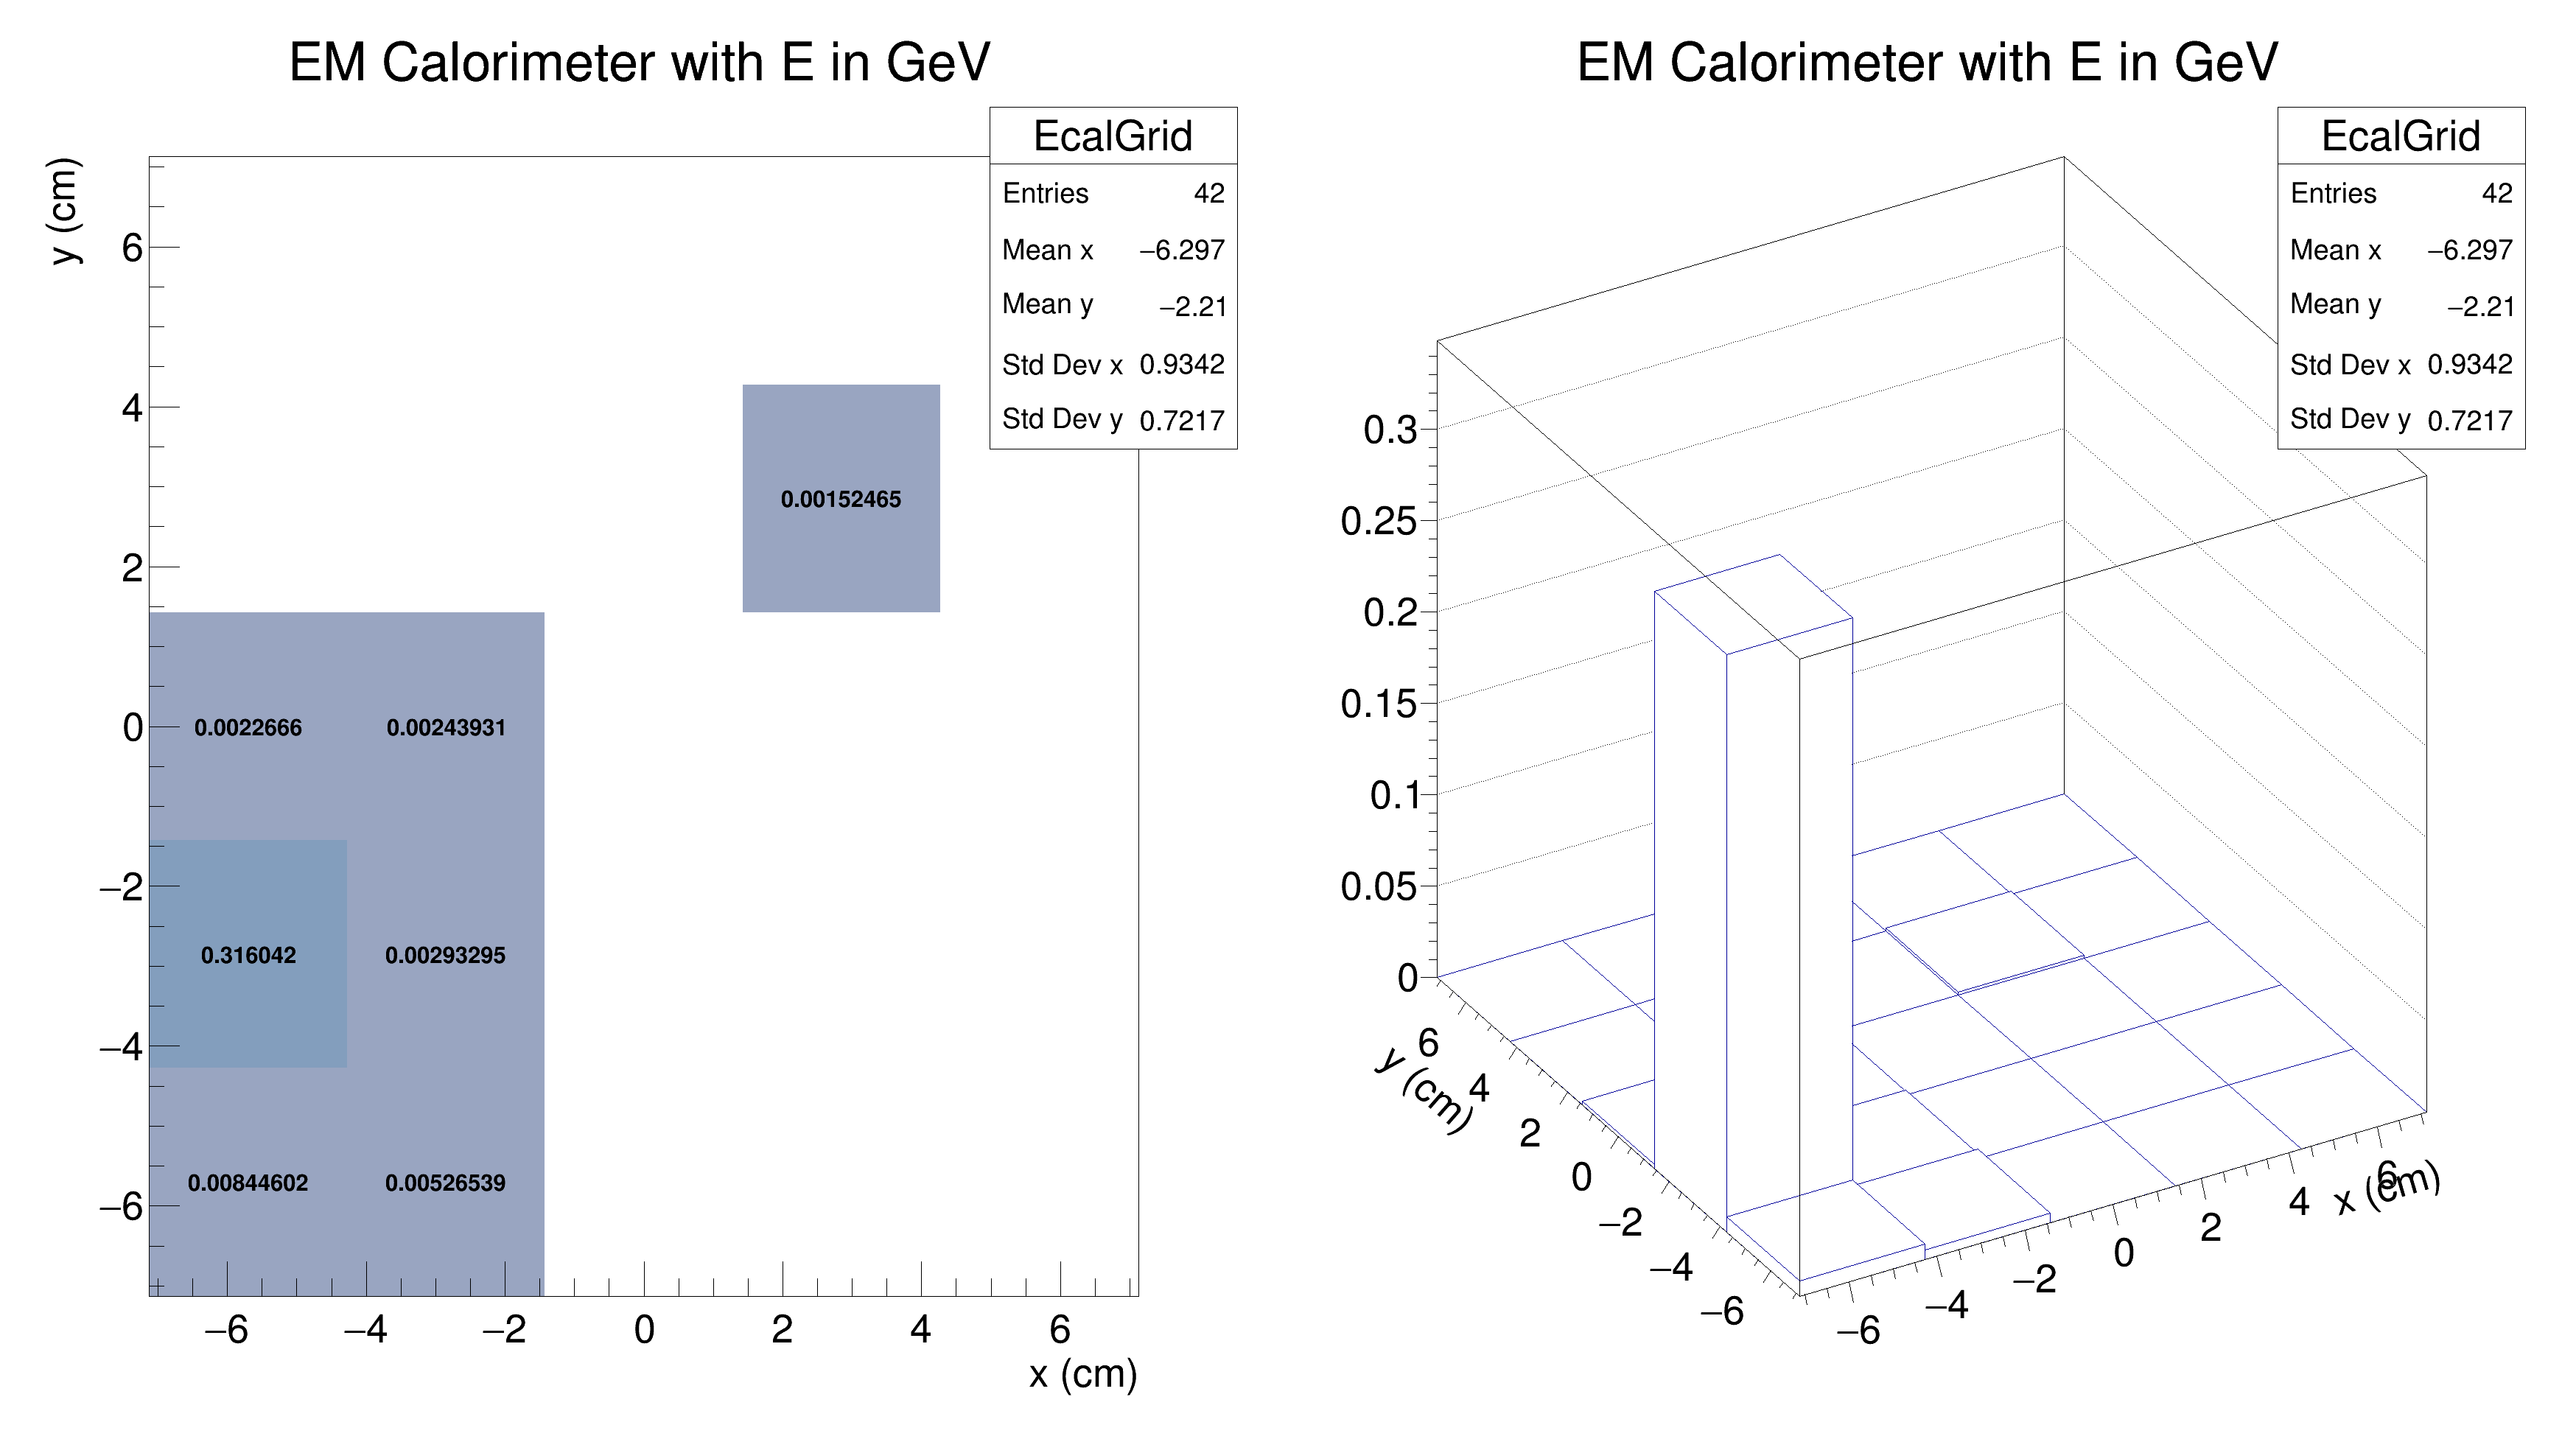 EM Calorimeter with E in GeV
EcalGrid
Entries 42
Mean x −6.297
Mean y −2.21
Std Dev x 0.9342
Std Dev y 0.7217
y (cm)
6
4
2
0
−2
−4
−6
0.00152465
0.0022666 0.00243931
0.316042 0.00293295
0.00844602 0.00526539
−6 −4 −2 0 2 4 6
x (cm)
EM Calorimeter with E in GeV
EcalGrid
Entries 42
Mean x −6.297
Mean y −2.21
Std Dev x 0.9342
Std Dev y 0.7217
0.3
0.25
0.2
0.15
0.1
0.05
0
y (cm)
6
4
2
0
−2
−4
−6
−6
−4
−2
0
2
4
6
x (cm)